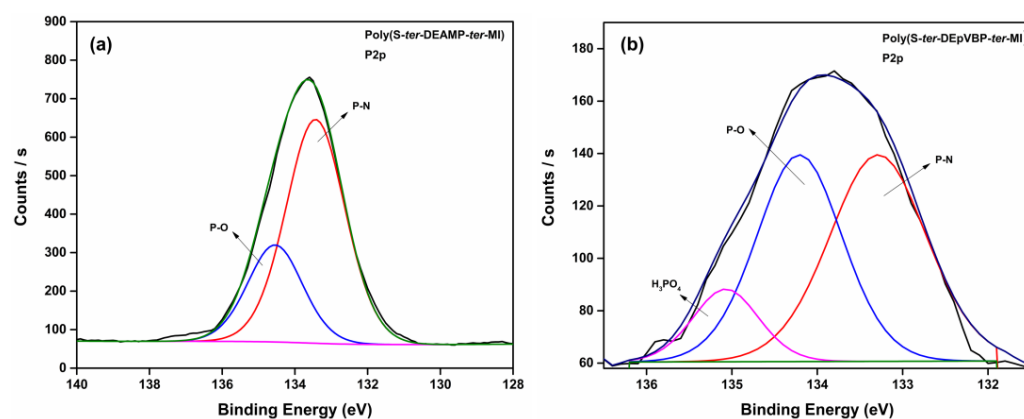 (a)
Poly(S-ter-DEAMP-ter-MI)
P2p
P-N
P-O
Counts / s
900
800
700
600
500
400
300
200
100
0
140
138
136
134
132
130
128
Binding Energy (eV)
(b)
Poly(S-ter-DEpVBP-ter-MI
P2p
P-O
P-N
H₃PO₄
Counts / s
180
160
140
120
100
80
60
136
135
134
133
132
Binding Energy (eV)